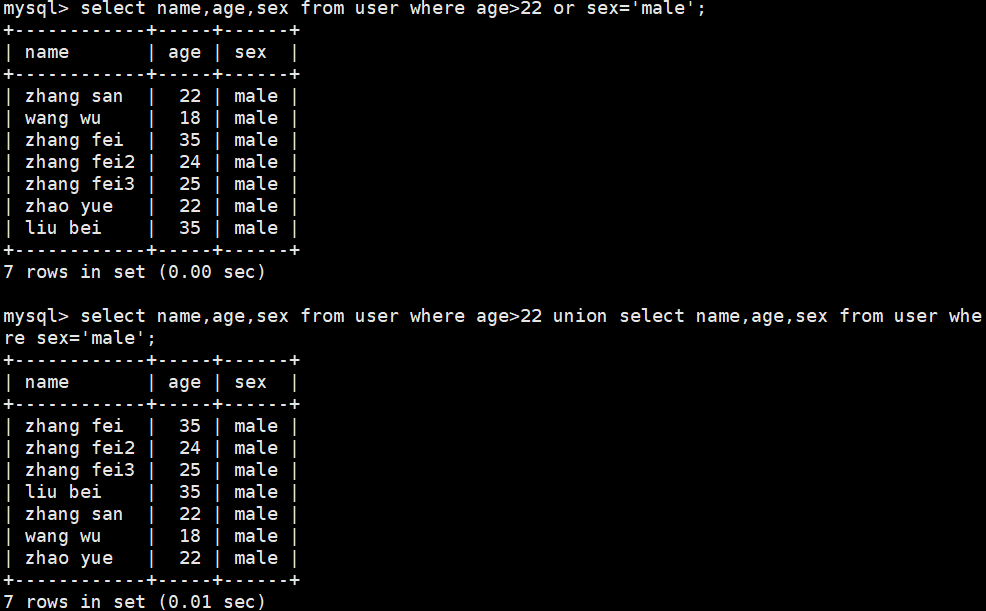 mysql> select name,age,sex from user where age>22 or sex='male';
+------------+-----+------+
| name       | age | sex  |
+------------+-----+------+
| zhang san  |  22 | male |
| wang wu    |  18 | male |
| zhang fei  |  35 | male |
| zhang fei2 |  24 | male |
| zhang fei3 |  25 | male |
| zhao yue   |  22 | male |
| liu bei    |  35 | male |
+------------+-----+------+
7 rows in set (0.00 sec)

mysql> select name,age,sex from user where age>22 union select name,age,sex from user whe
re sex='male';
+------------+-----+------+
| name       | age | sex  |
+------------+-----+------+
| zhang fei  |  35 | male |
| zhang fei2 |  24 | male |
| zhang fei3 |  25 | male |
| liu bei    |  35 | male |
| zhang san  |  22 | male |
| wang wu    |  18 | male |
| zhao yue   |  22 | male |
+------------+-----+------+
7 rows in set (0.01 sec)